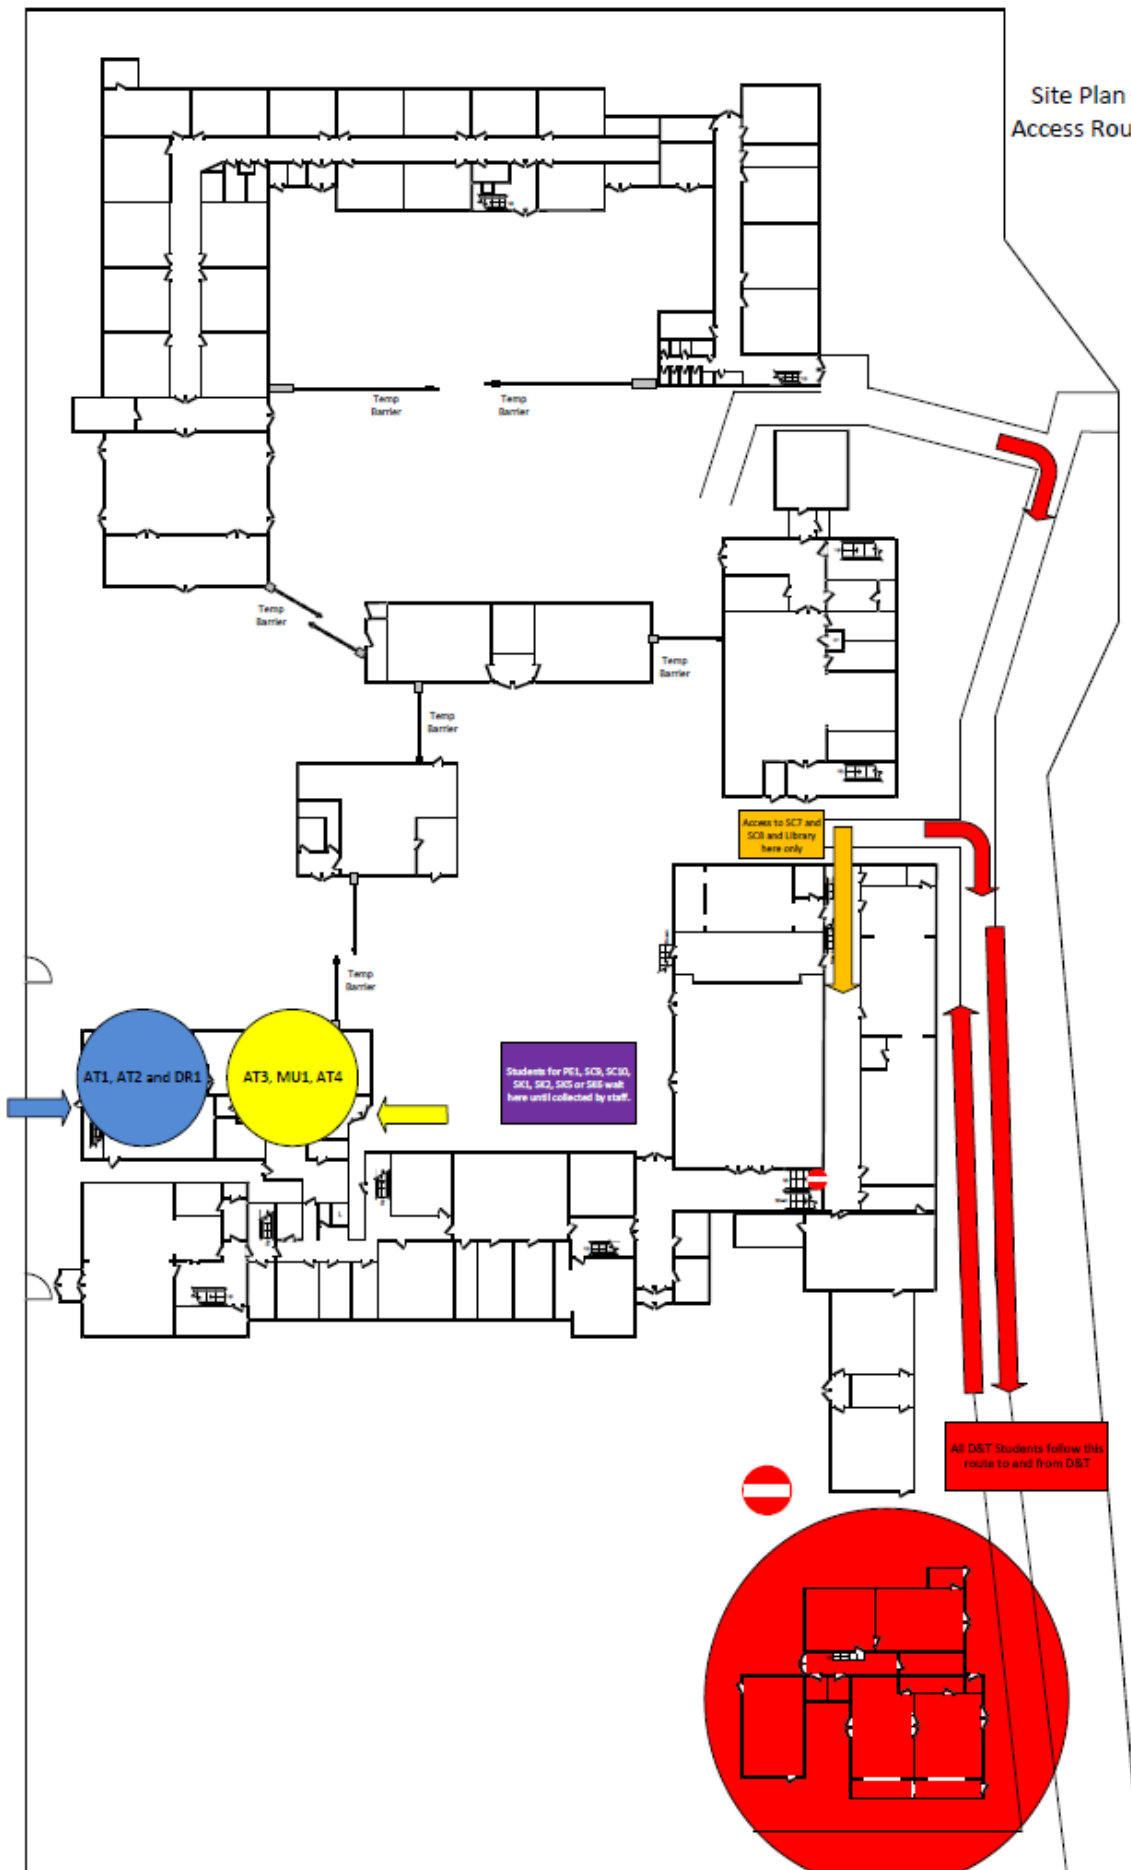 Site Plan
Access Rou
Temp
Barrier
Temp
Barrier
Temp
Barrier
Temp
Barrier
Temp
Barrier
Access to SC7 and
SC8 and Library
here only
Temp
Barrier
AT1, AT2 and DR1
AT3, MU1, AT4
Students for PE1, SC9, SC10,
SK1, SK2, SK5 or SK6 wait
here until collected by staff.
All D&T Students follow this
route to and from D&T